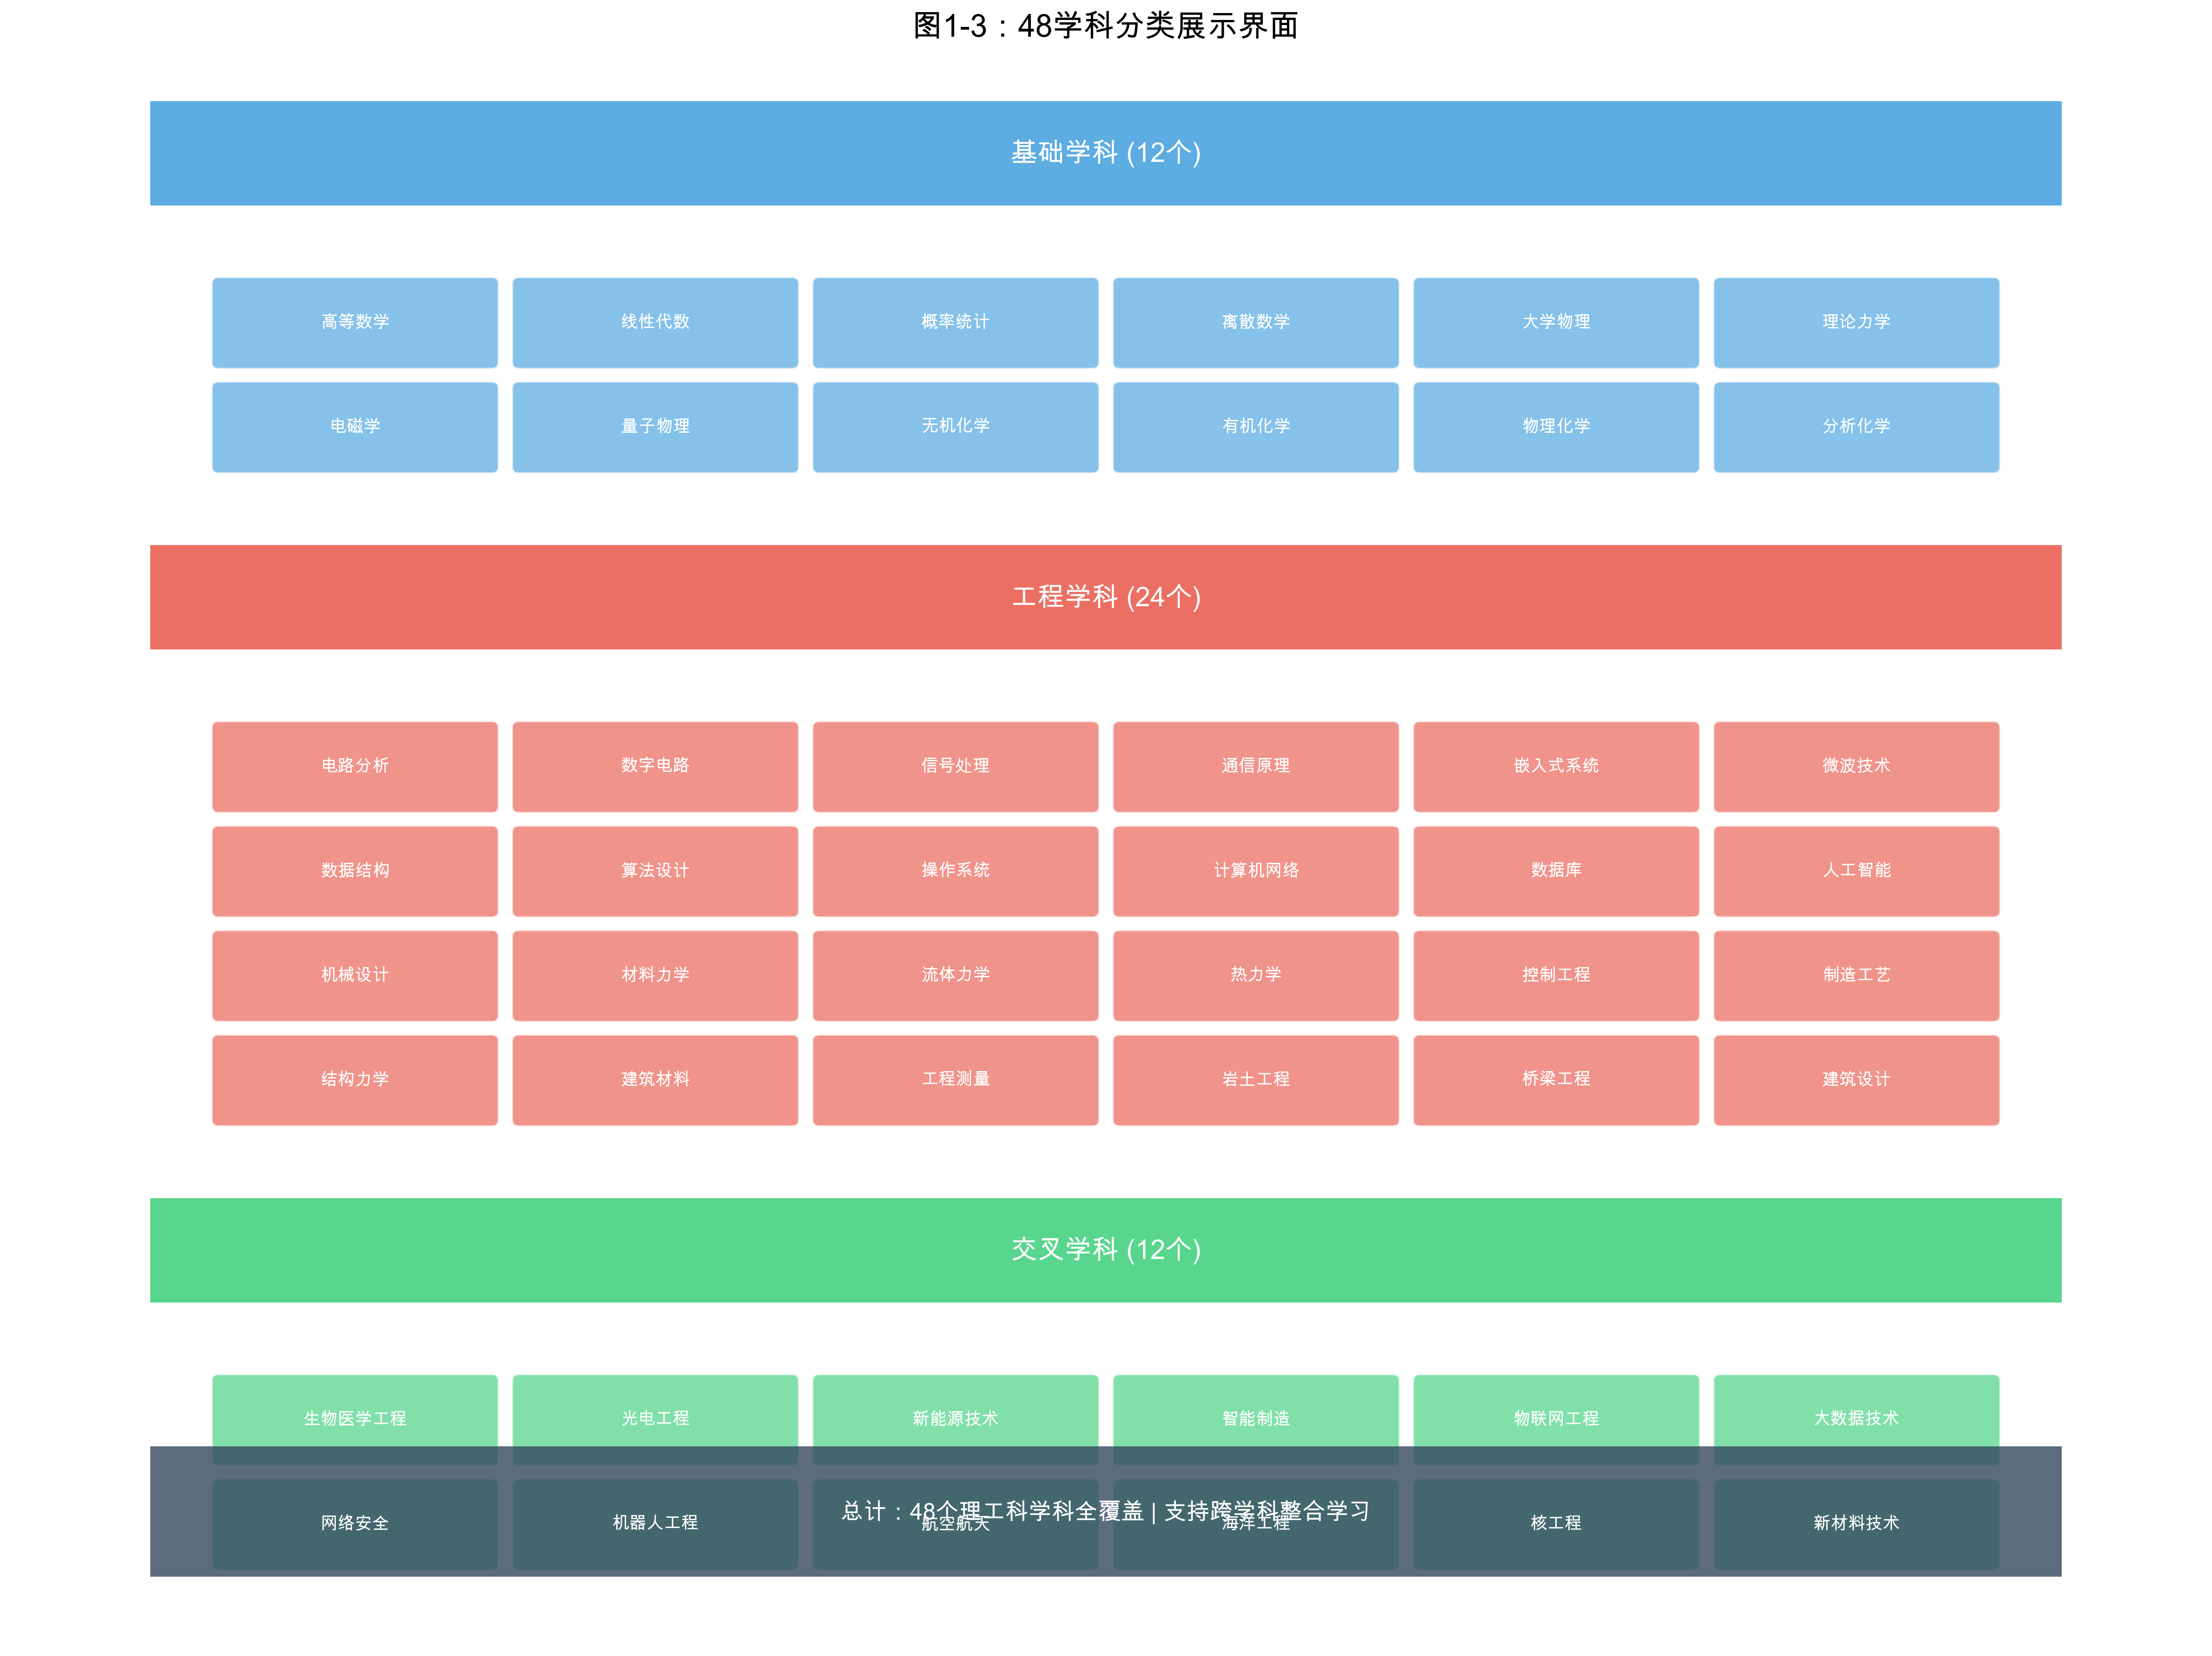 图1-3：48学科分类展示界面
基础学科 (12个)
高等数学 线性代数 概率统计 离散数学 大学物理 理论力学
电磁学 量子物理 无机化学 有机化学 物理化学 分析化学
工程学科 (24个)
电路分析 数字电路 信号处理 通信原理 嵌入式系统 微波技术
数据结构 算法设计 操作系统 计算机网络 数据库 人工智能
机械设计 材料力学 流体力学 热力学 控制工程 制造工艺
结构力学 建筑材料 工程测量 岩土工程 桥梁工程 建筑设计
交叉学科 (12个)
生物医学工程 光电工程 新能源技术 智能制造 物联网工程 大数据技术
总计：48个理工科学科全覆盖 | 支持跨学科整合学习
网络安全 机器人工程 航空航天 海洋工程 核工程 新材料技术